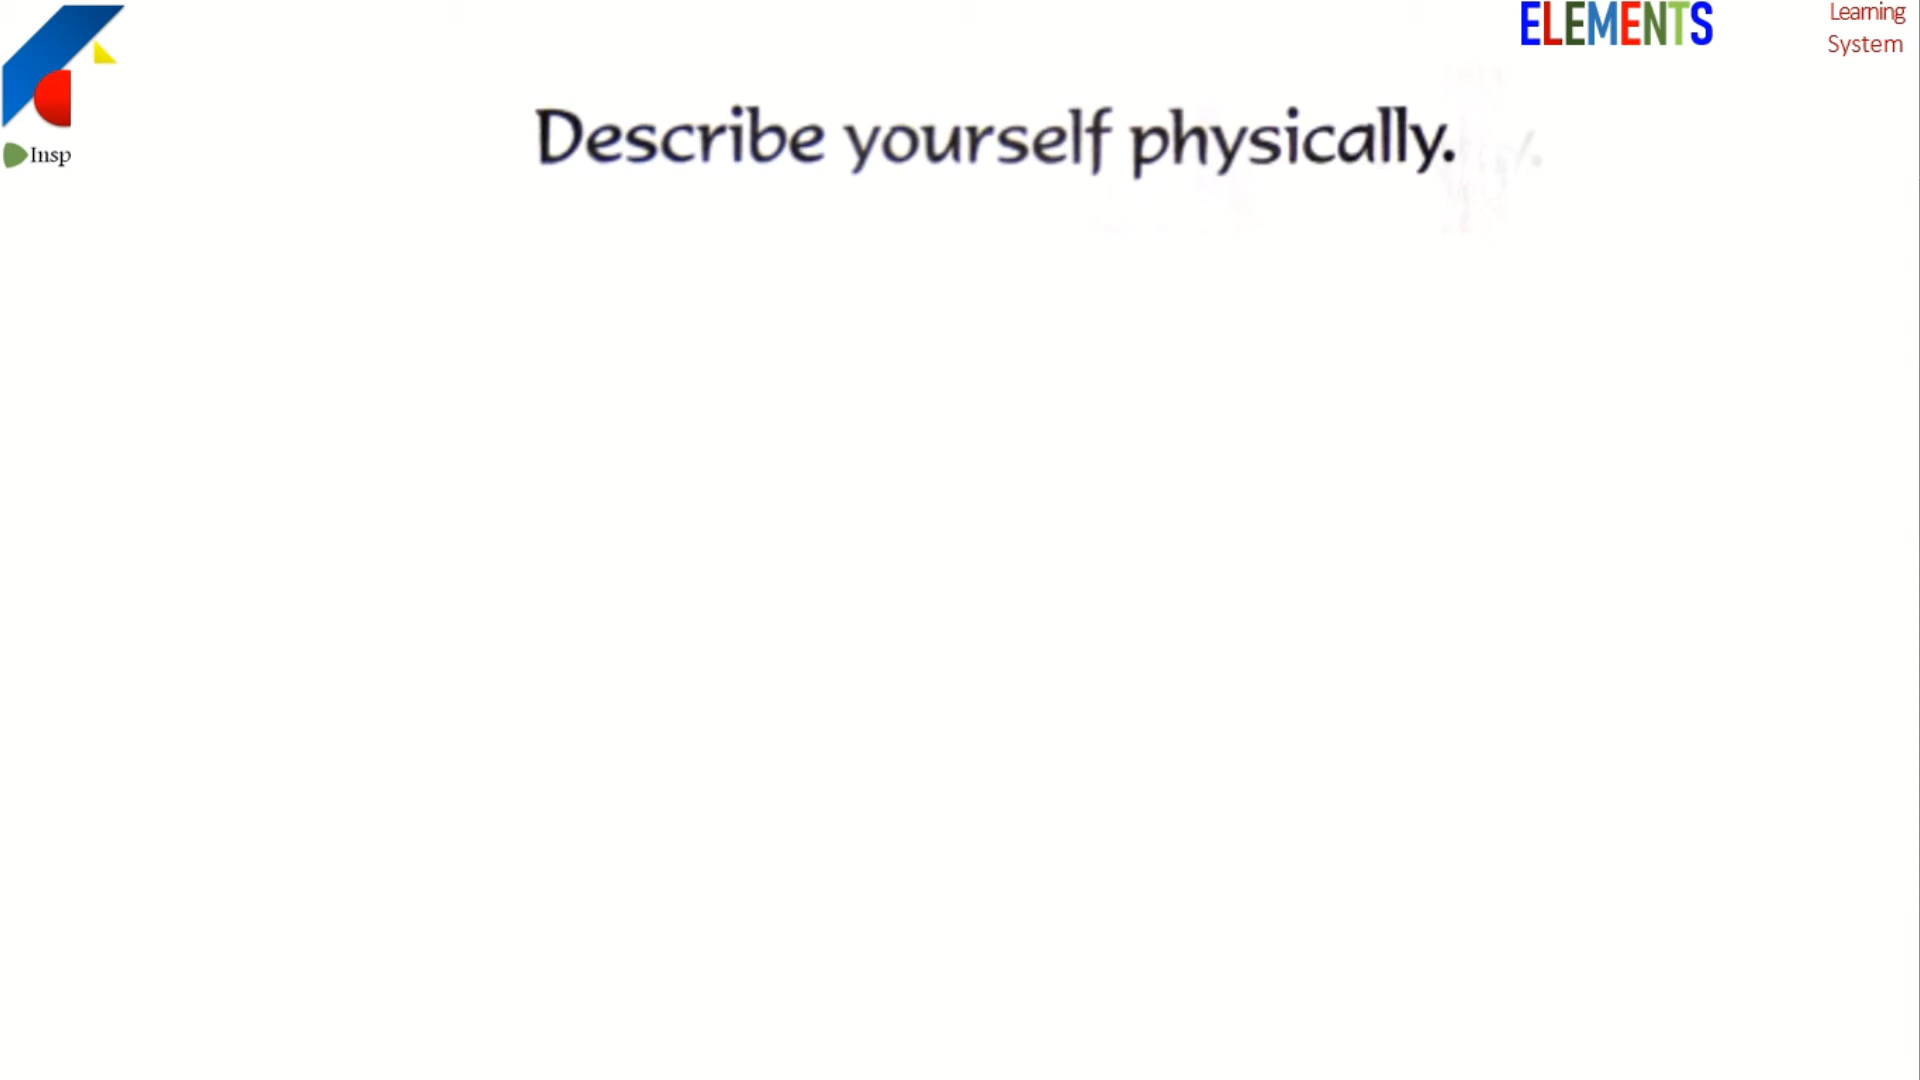 ELEMENTS
Learning
System
Describe yourself physically.
Insp